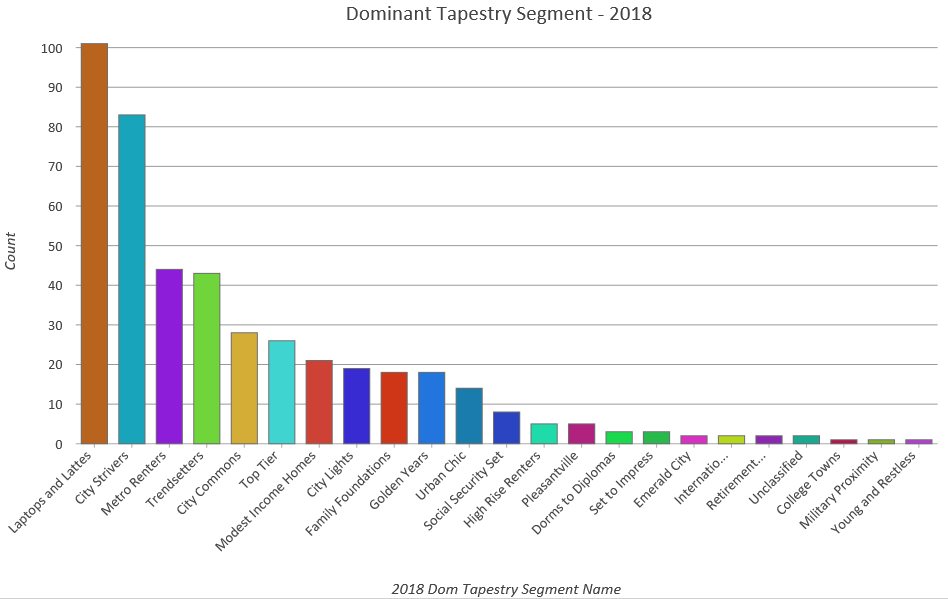 Dominant Tapestry Segment - 2018
100
90
80
70
60
50
40
30
20
10
0
Count
Laptops and Lattes
City Strivers
Metro Renters
Trendsetters
City Commons
Top Tier
Modest Income Homes
City Lights
Family Foundations
Golden Years
Urban Chic
Social Security Set
High Rise Renters
Pleasantville
Dorms to Diplomas
Set to Impress
Emerald City
Internatio...
Retirement...
Unclassified
College Towns
Military Proximity
Young and Restless
2018 Dom Tapestry Segment Name